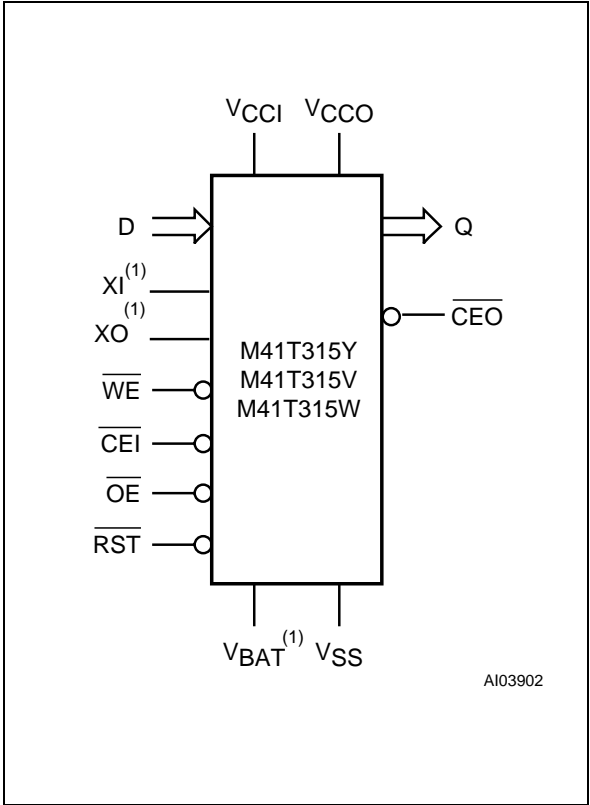 VCCI VCCO
D
Q
XI(1)
XO(1)
CEO
M41T315Y
M41T315V
M41T315W
WE
CEI
OE
RST
VBAT(1) VSS
AI03902